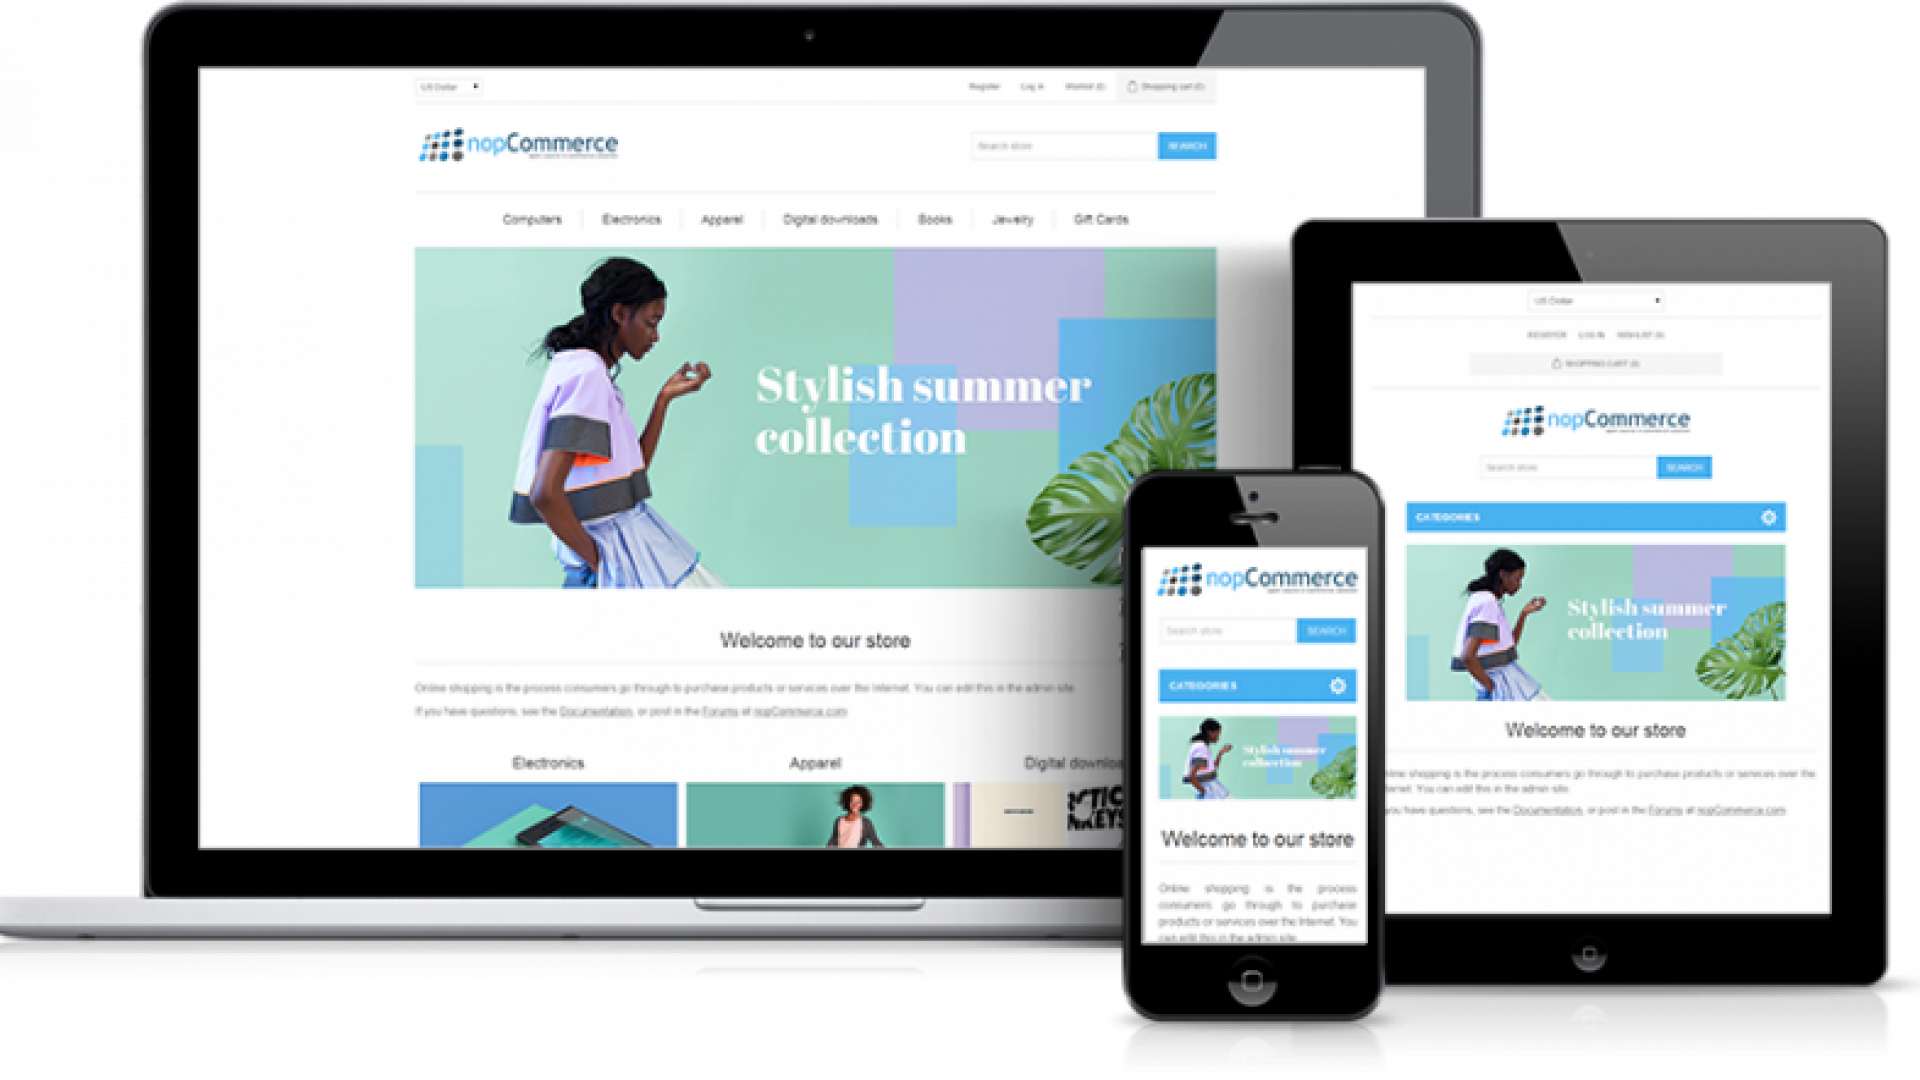 US Dollar
Register Log in Wishlist (0) Shopping cart (0)
nopCommerce
Search store SEARCH
Computers Electronics Apparel Digital downloads Books Jewelry Gift Cards
Stylish summer
collection
Welcome to our store
Online shopping is the process consumers go through to purchase products or services over the Internet. You can edit this in the admin site.
If you have questions, see the Documentation, or post in the Forums at nopCommerce.com
Electronics Apparel Digital downloa
nopCommerce
Search store SEARCH
CATEGORIES
Stylish summer
collection
Welcome to our store
Online shopping is the process
consumers go through to purchase
products or services over the Internet. You
can edit this in the admin site.
US Dollar
REGISTER LOG IN WISHLIST (0)
SHOPPING CART (0)
nopCommerce
Search store SEARCH
CATEGORIES
Stylish summer
collection
Welcome to our store
line shopping is the process consumers go through to purchase products or services over the
ternet. You can edit this in the admin site.
you have questions, see the Documentation, or post in the Forums at nopCommerce.com